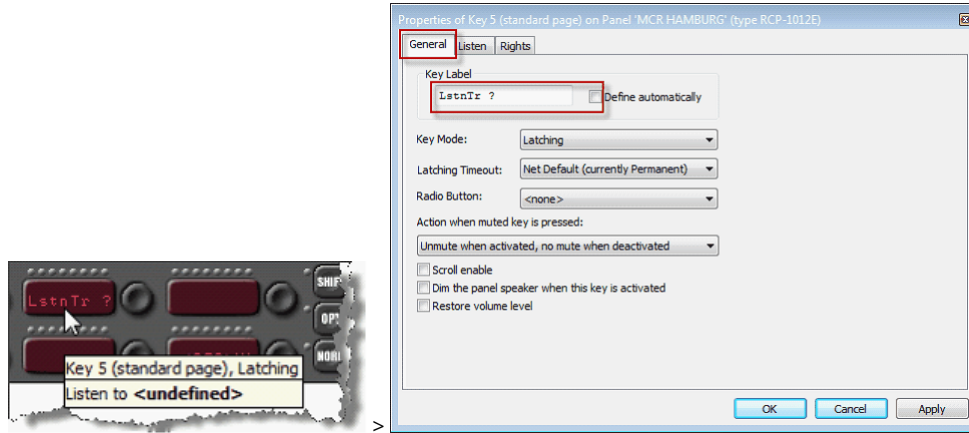 LstnTr ?
SHIF
OP
NORI
Key 5 (standard page), Latching
Listen to <undefined>
>
Properties of Key 5 (standard page) on Panel 'MCR HAMBURG' (type RCP-1012E)
General Listen Rights
Key Label
LstnTr ? Define automatically
Key Mode: Latching
Latching Timeout: Net Default (currently Permanent)
Radio Button: <none>
Action when muted key is pressed:
Unmute when activated, no mute when deactivated
Scroll enable
Dim the panel speaker when this key is activated
Restore volume level
OK Cancel Apply